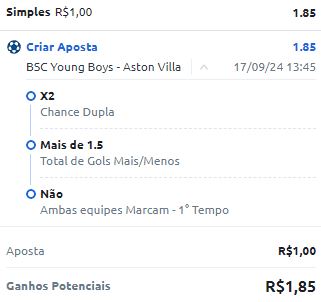 Simples R$1,00 1.85
Criar Aposta 1.85
BSC Young Boys - Aston Villa 17/09/24 13:45
X2
Chance Dupla
Mais de 1.5
Total de Gols Mais/Menos
Não
Ambas equipes Marcam - 1° Tempo
Aposta R$1,00
Ganhos Potenciais R$1,85